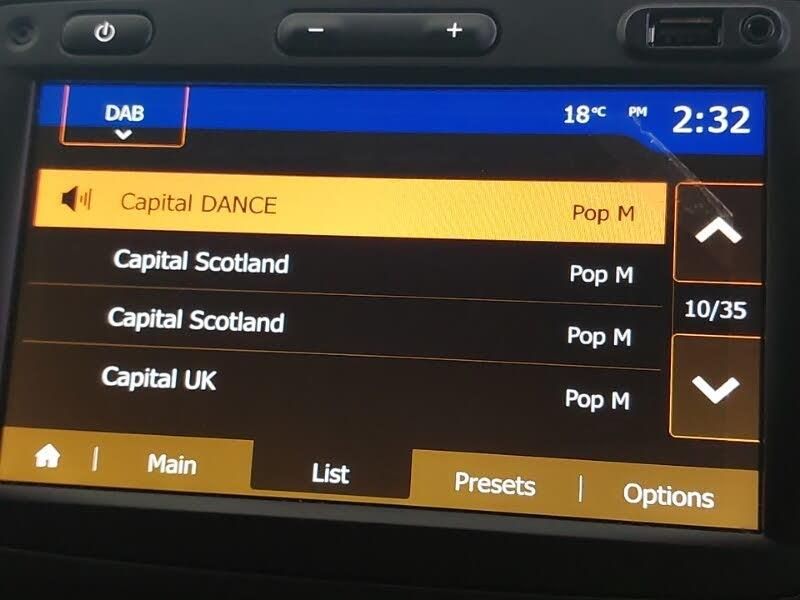 − +
DAB 18°C PM 2:32
Capital DANCE Pop M
Capital Scotland Pop M
10/35
Capital Scotland Pop M
Capital UK Pop M
Main List Presets Options